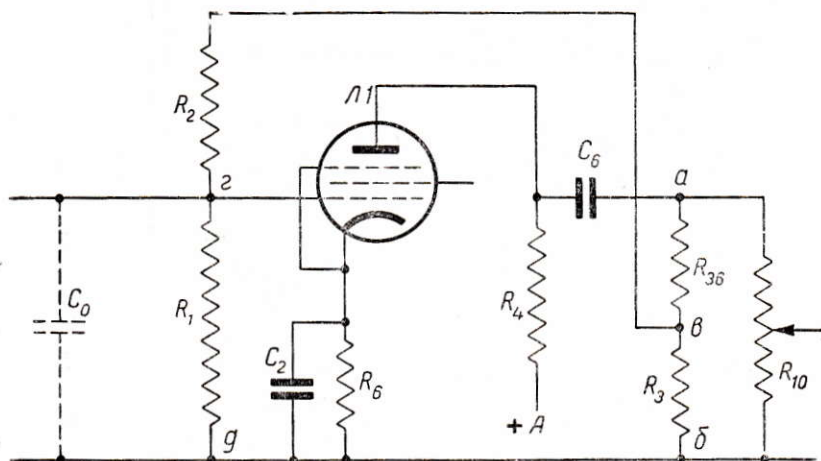 R₂
Л1
C₆
г
a
C₀
R₁
R₄
R₃₆
в
C₂
R₆
R₃
R₁₀
+ A
д
б